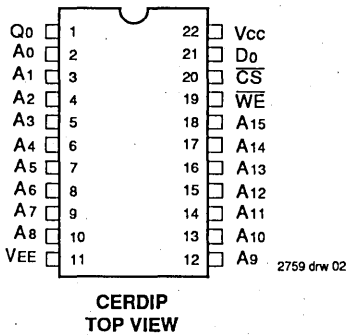 Q0 1 22 Vcc
A0 2 21 D0
A1 3 20 CS
A2 4 19 WE
A3 5 18 A15
A4 6 17 A14
A5 7 16 A13
A6 8 15 A12
A7 9 14 A11
A8 10 13 A10
VEE 11 12 A9
2759 drw 02
CERDIP
TOP VIEW